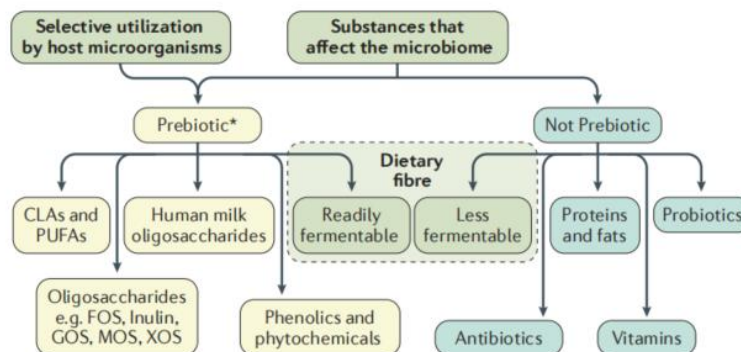 Selective utilization
by host microorganisms
Substances that
affect the microbiome
Prebiotic*
Not Prebiotic
Dietary
fibre
CLAs and
PUFAs
Human milk
oligosaccharides
Readily
fermentable
Less
fermentable
Proteins
and fats
Probiotics
Oligosaccharides
e.g. FOS, Inulin,
GOS, MOS, XOS
Phenolics and
phytochemicals
Antibiotics
Vitamins